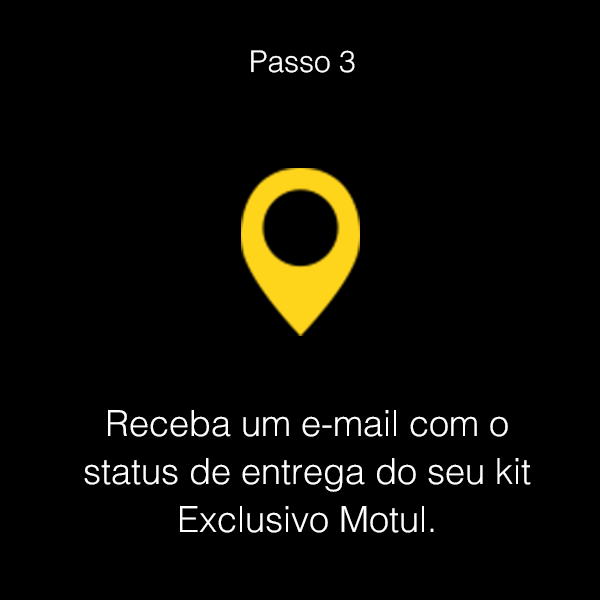 Passo 3
Receba um e-mail com o
status de entrega do seu kit
Exclusivo Motul.